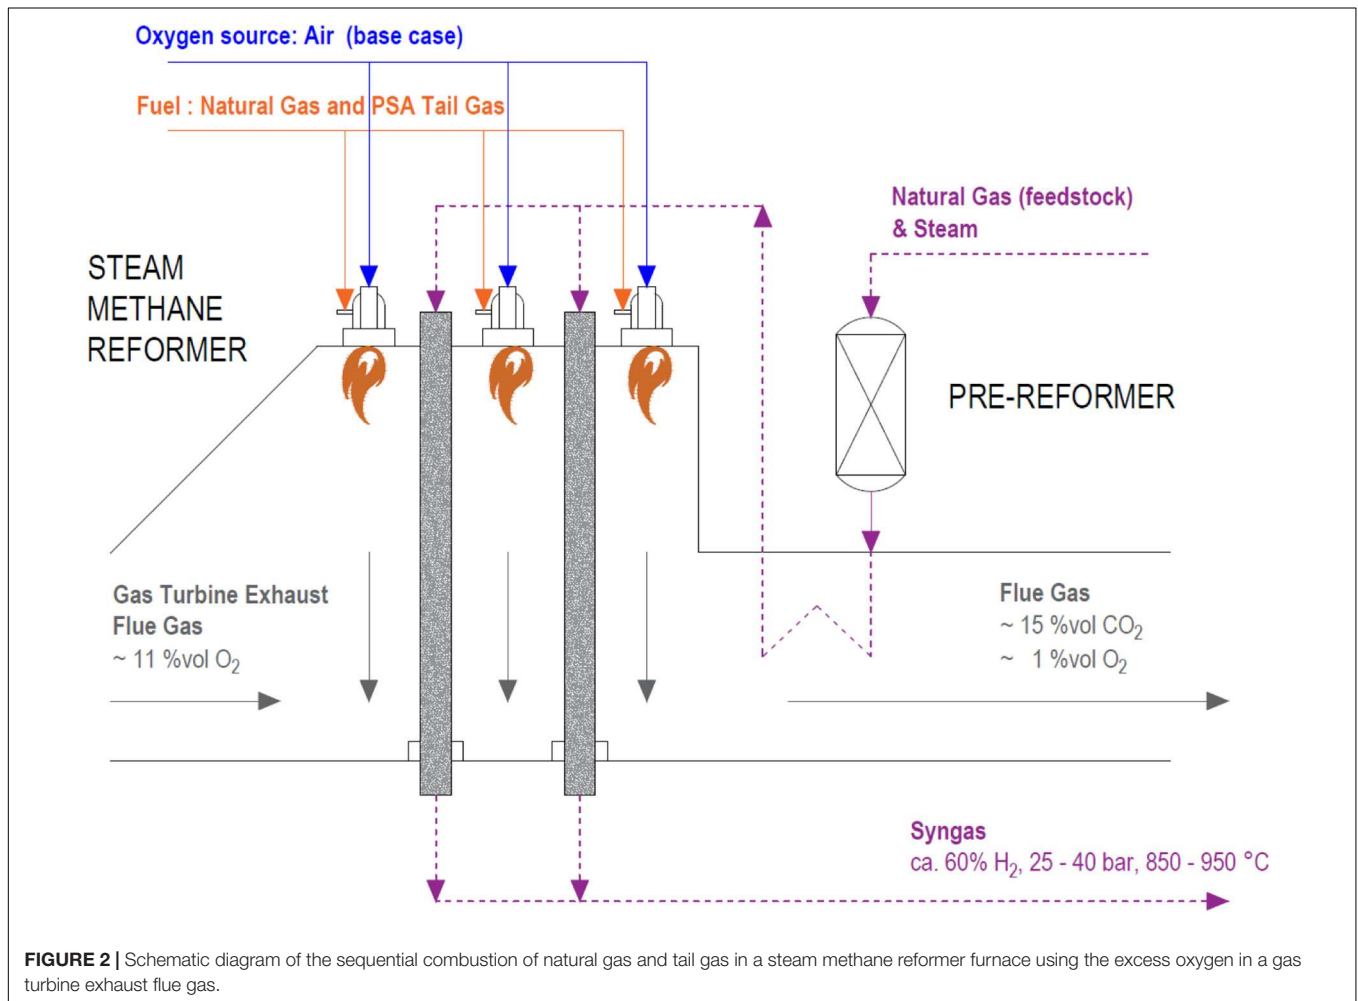 Oxygen source: Air (base case)
Fuel : Natural Gas and PSA Tail Gas
Natural Gas (feedstock)
& Steam
STEAM
METHANE
REFORMER
PRE-REFORMER
Gas Turbine Exhaust
Flue Gas
~ 11 %vol O₂
Flue Gas
~ 15 %vol CO₂
~ 1 %vol O₂
Syngas
ca. 60% H₂, 25 - 40 bar, 850 - 950 °C
FIGURE 2 | Schematic diagram of the sequential combustion of natural gas and tail gas in a steam methane reformer furnace using the excess oxygen in a gas
turbine exhaust flue gas.